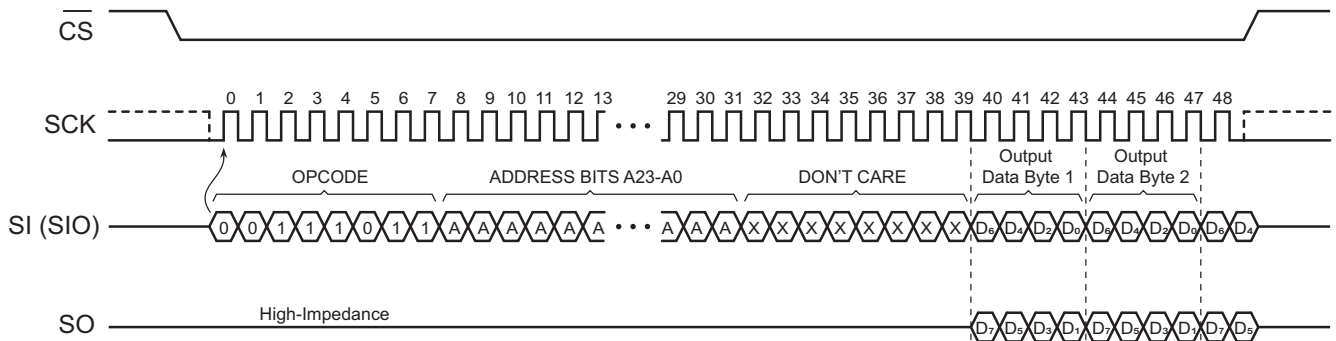 CS
SCK
0 1 2 3 4 5 6 7 8 9 10 11 12 13 29 30 31 32 33 34 35 36 37 38 39 40 41 42 43 44 45 46 47 48
OPCODE
ADDRESS BITS A23-A0
DON'T CARE
Output
Data Byte 1
Output
Data Byte 2
SI (SIO)
0 0 1 1 1 0 1 1 A A A A A A A A A X X X X X X X X D₆ D₄ D₂ D₀ D₆ D₄ D₂ D₀ D₆ D₄
SO
High-Impedance
D₇ D₅ D₃ D₁ D₇ D₅ D₃ D₁ D₇ D₅